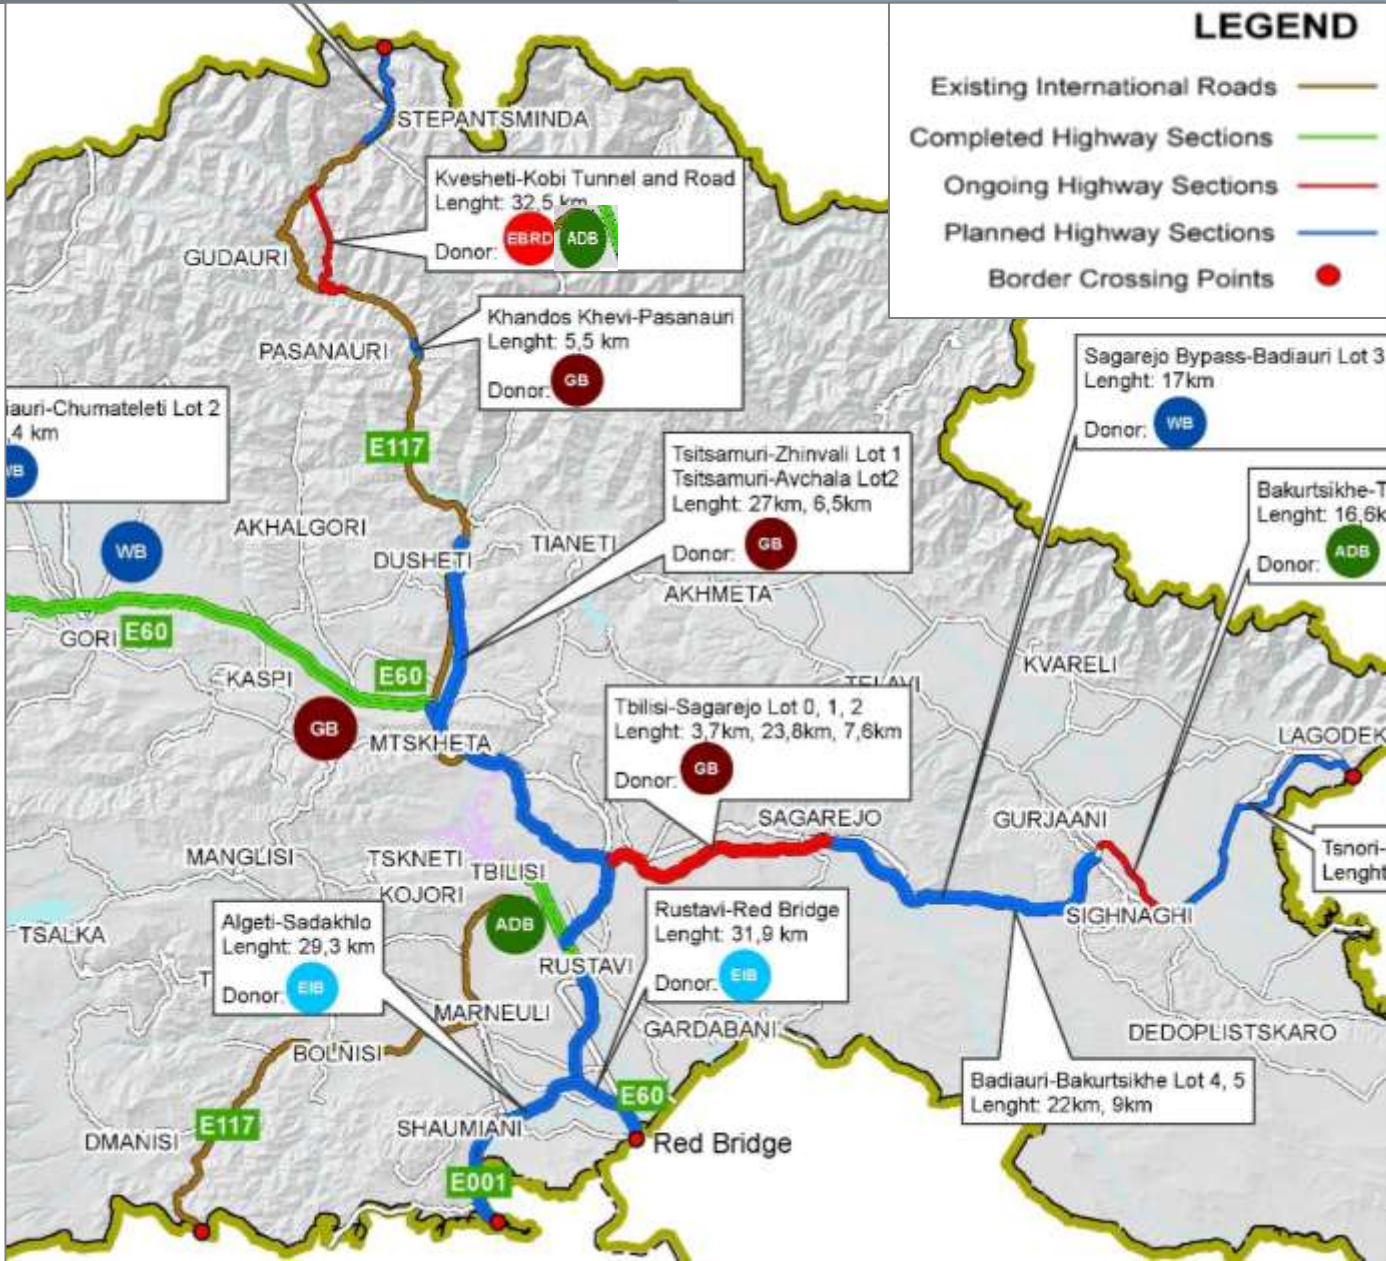 LEGEND
Existing International Roads
Completed Highway Sections
Ongoing Highway Sections
Planned Highway Sections
Border Crossing Points
STEPANTSMINDA
Kvesheti-Kobi Tunnel and Road
Lenght: 32,5 km
Donor: EBRD ADB
GUDAURI
Khandos Khevi-Pasanauri
Lenght: 5,5 km
Donor: GB
PASANAURI
Sagarejo Bypass-Badiauri Lot 3
Lenght: 17km
Donor: WB
iauri-Chumateleti Lot 2
,4 km
WB
E117
Tsitsamuri-Zhinvali Lot 1
Tsitsamuri-Avchala Lot2
Lenght: 27km, 6,5km
Donor: GB
Bakurtsikhe-T
Lenght: 16,6k
Donor: ADB
AKHALGORI
WB
TIANETI
DUSHETI
AKHMETA
GORI
E60
KASPI
E60
KVARELI
TELAVI
GB
MTSKHETA
Tbilisi-Sagarejo Lot 0, 1, 2
Lenght: 3,7km, 23,8km, 7,6km
Donor: GB
LAGODEK
SAGAREJO
GURJAANI
Tsnori-
Lenght
MANGLISI
TSKNETI
TBILISI
KOJORI
SIGHNAGHI
TSALKA
Algeti-Sadakhlo
Lenght: 29,3 km
Donor: EIB
ADB
Rustavi-Red Bridge
Lenght: 31,9 km
Donor: EIB
RUSTAVI
T
MARNEULI
GARDABANI
DEDOPLISTSKARO
BOLNISI
Badiauri-Bakurtsikhe Lot 4, 5
Lenght: 22km, 9km
E60
E117
DMANISI
SHAUMIANI
Red Bridge
E001